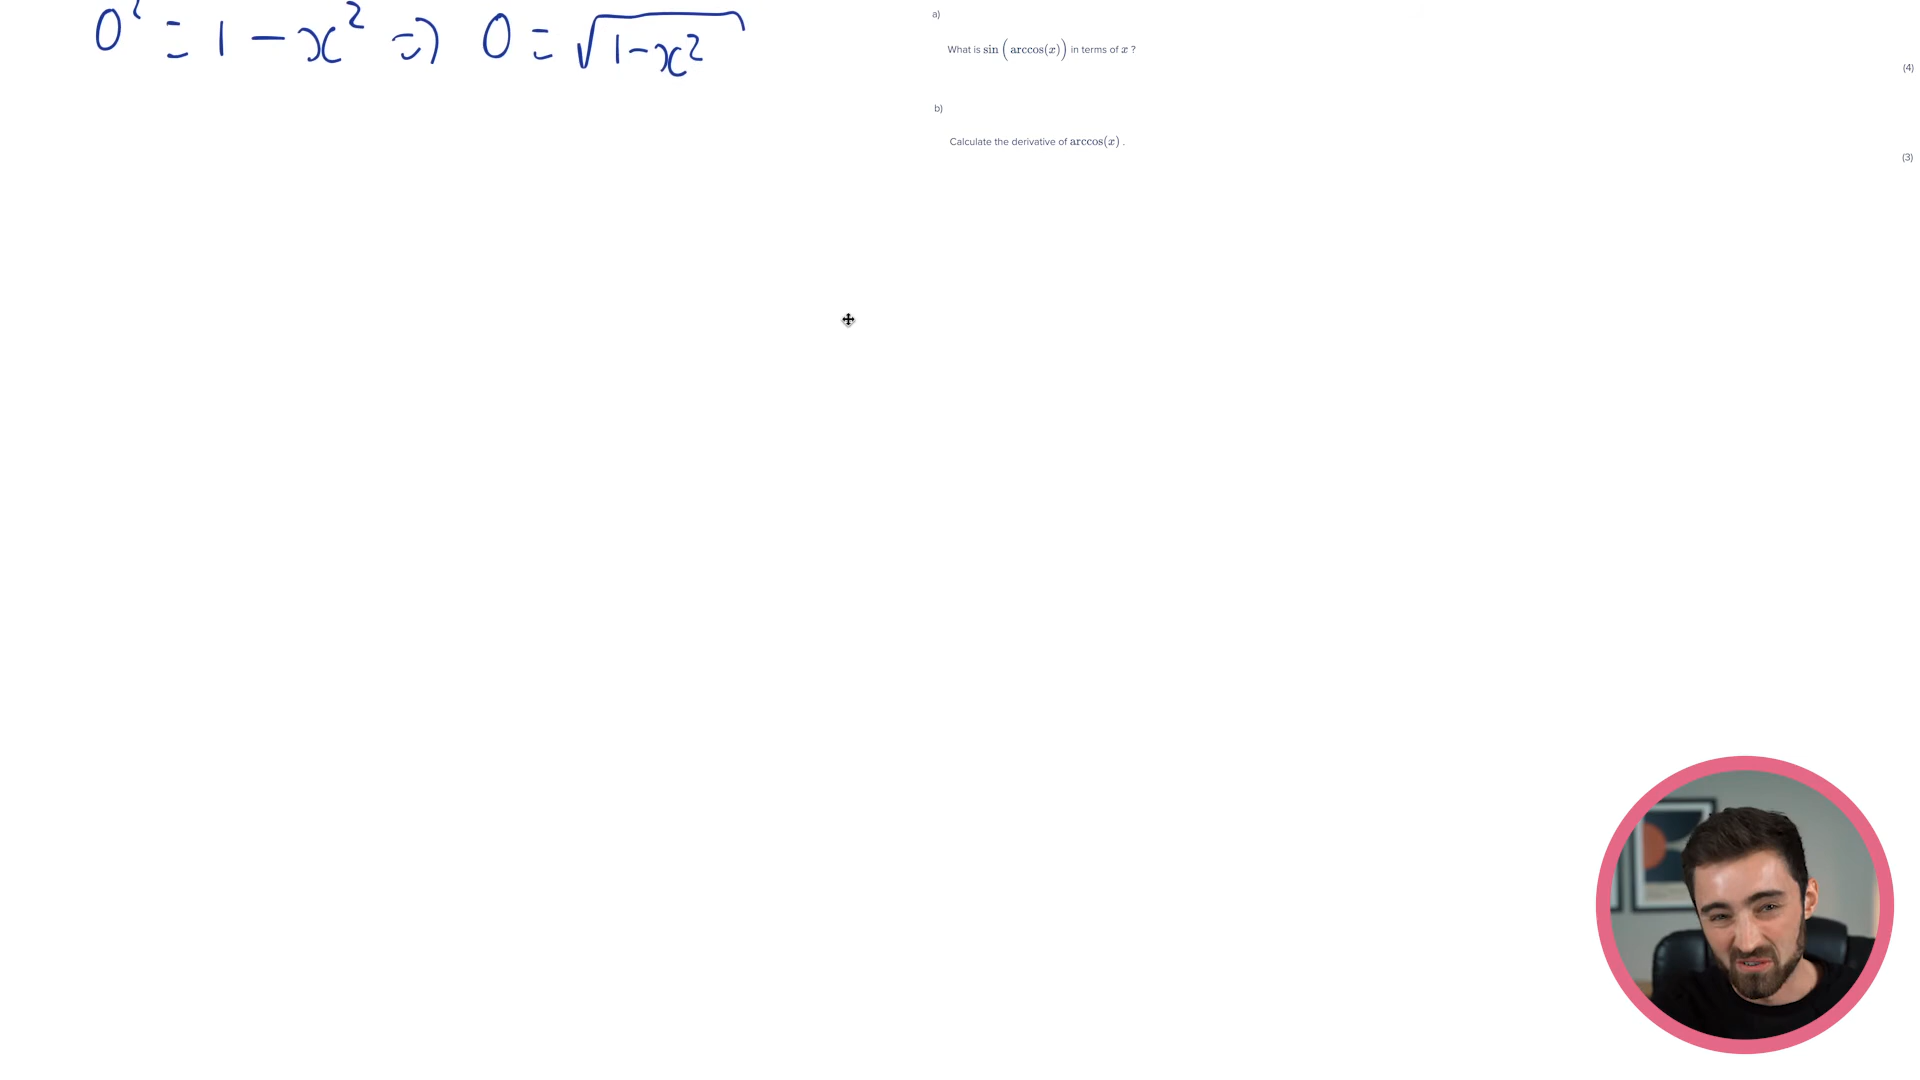 O² = 1 - x² => O = √(1-x²)
a)
What is sin ( arccos(x) ) in terms of x ?
(4)
b)
Calculate the derivative of arccos(x) .
(3)